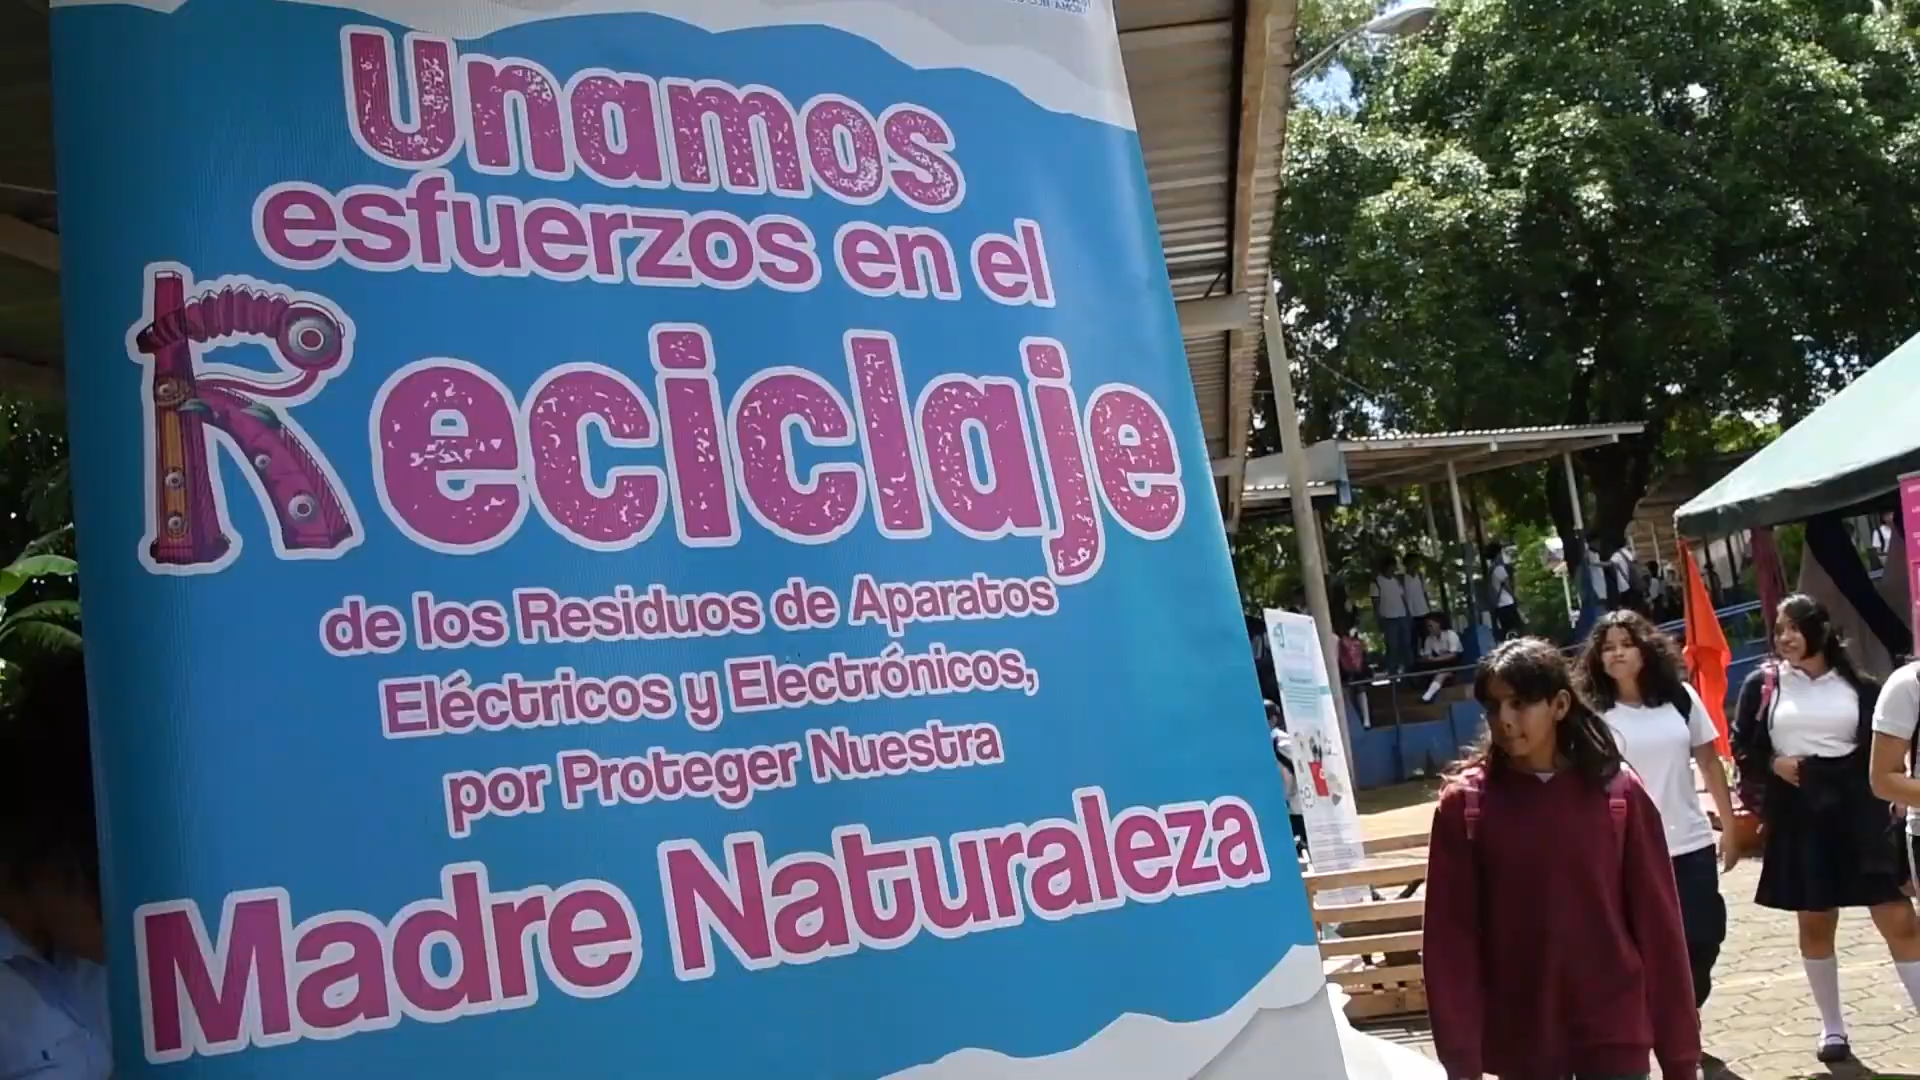 Unamos
esfuerzos en el
Reciclaje
de los Residuos de Aparatos
Eléctricos y Electrónicos,
por Proteger Nuestra
Madre Naturaleza